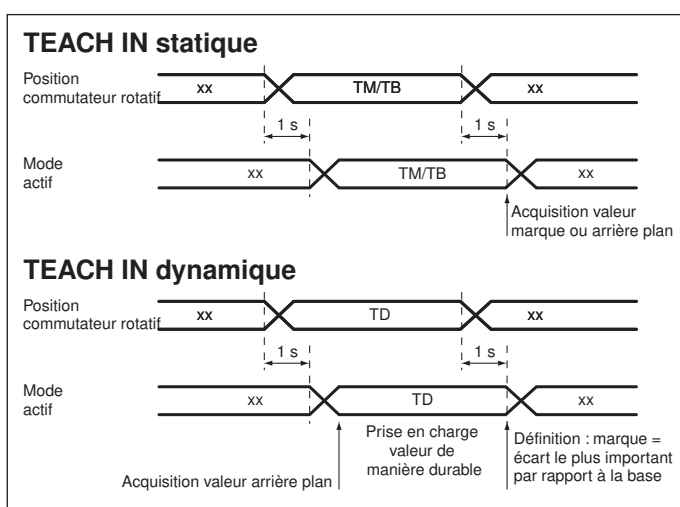 TEACH IN statique
Position
commutateur rotatif
xx
TM/TB
xx
1 s
1 s
Mode
actif
xx
TM/TB
xx
Acquisition valeur
marque ou arrière plan
TEACH IN dynamique
Position
commutateur rotatif
xx
TD
xx
1 s
1 s
Mode
actif
xx
TD
xx
Prise en charge
valeur de
manière durable
Définition : marque =
écart le plus important
par rapport à la base
Acquisition valeur arrière plan